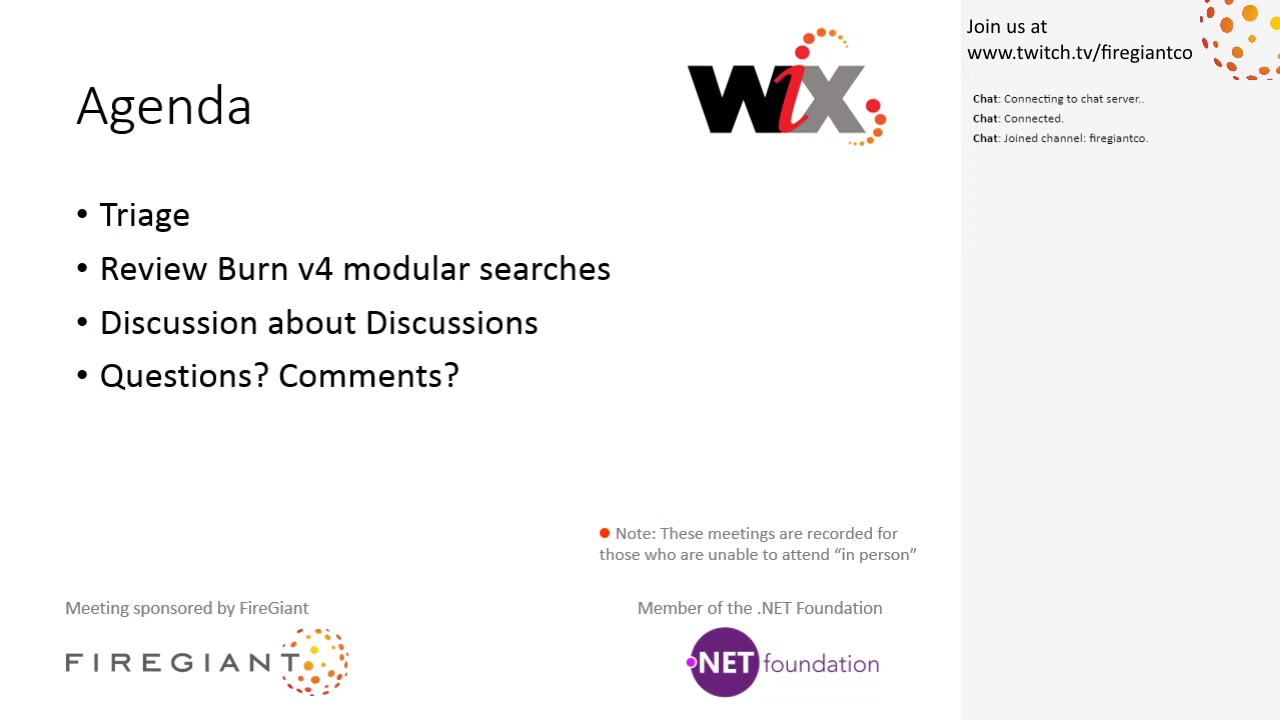 Agenda
WiX
• Triage
• Review Burn v4 modular searches
• Discussion about Discussions
• Questions? Comments?
Note: These meetings are recorded for
those who are unable to attend “in person”
Meeting sponsored by FireGiant
FIREGIANT
Member of the .NET Foundation
.NET foundation
Join us at
www.twitch.tv/firegiantco
Chat: Connecting to chat server..
Chat: Connected.
Chat: Joined channel: firegiantco.